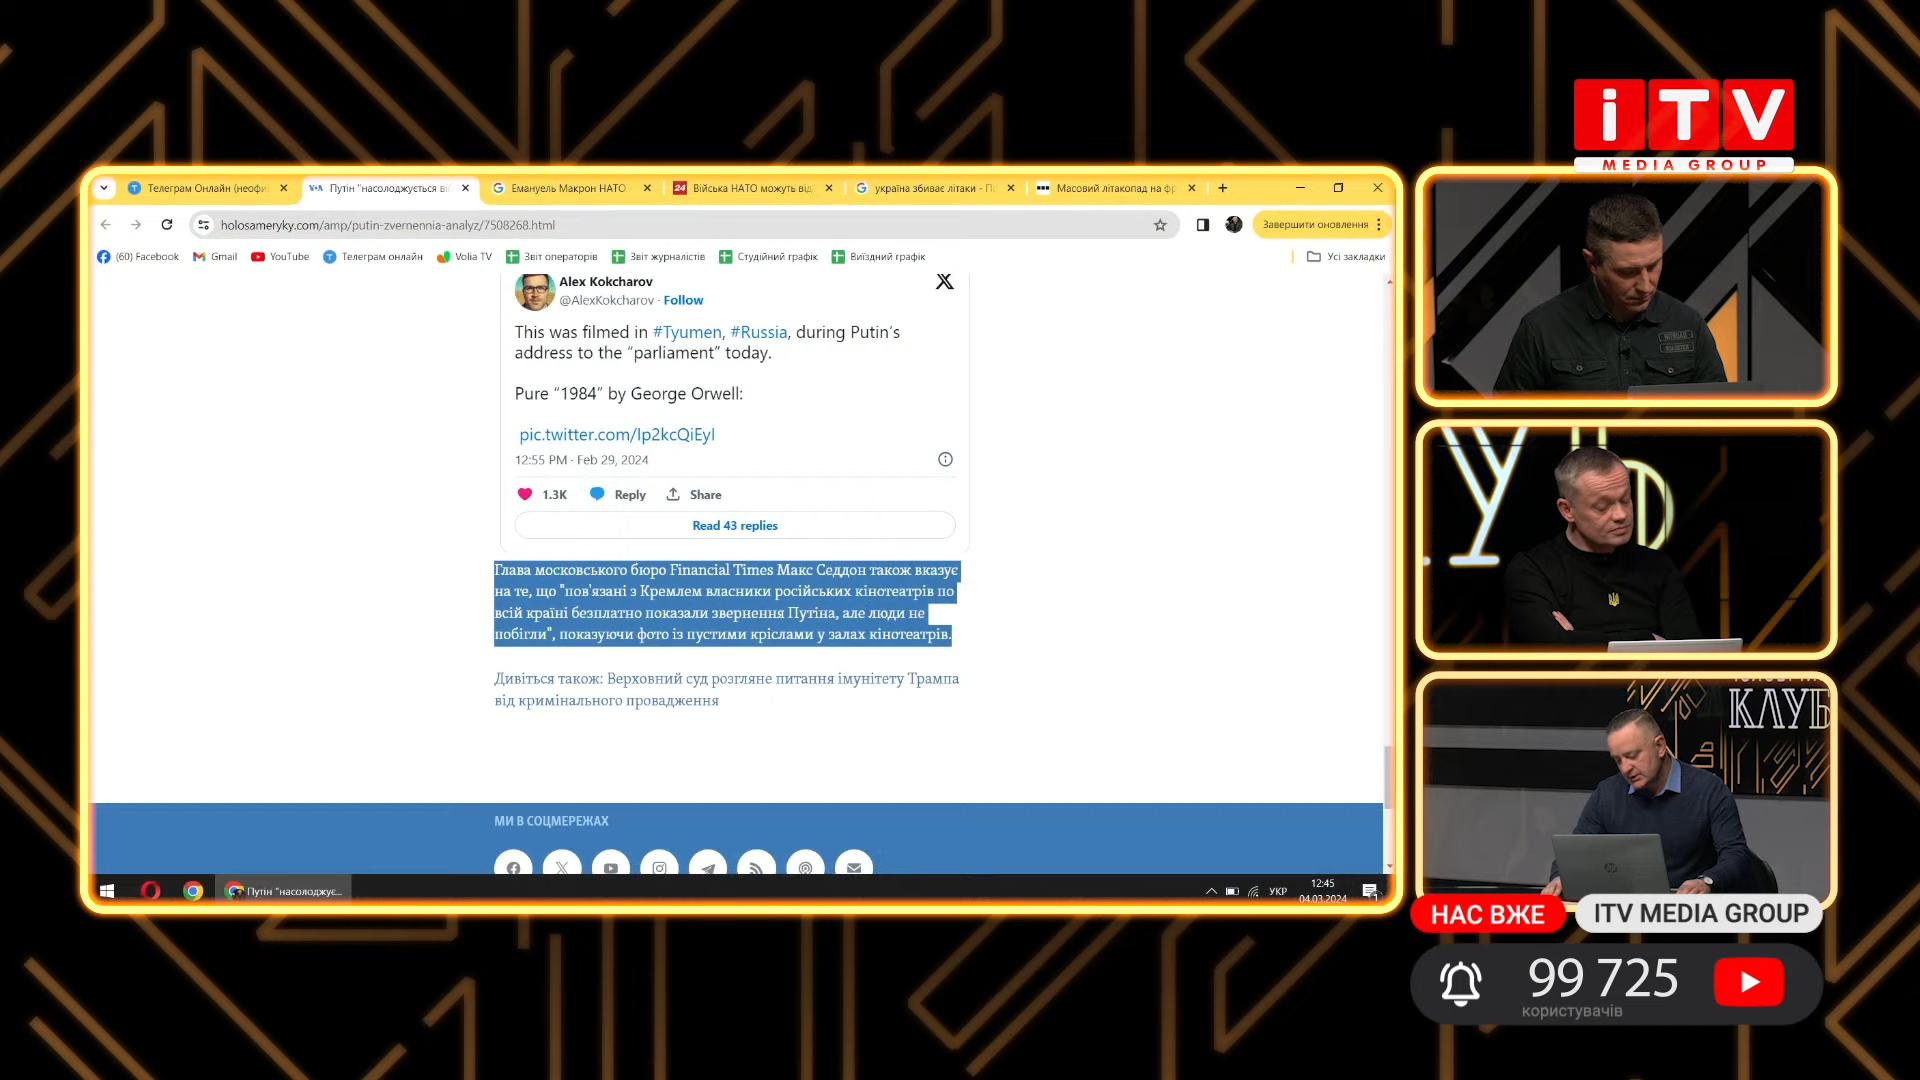 iTV
MEDIA GROUP
Телеграм Онлайн (неофі
Путін "насолоджується ві
Емануель Макрон НАТО -
24 Війська НАТО можуть від
україна збиває літаки - По
Масовий літакопад на фр
holosameryky.com/amp/putin-zvernennia-analyz/7508268.html
Завершити оновлення
(60) Facebook
Gmail
YouTube
Телеграм онлайн
Volia TV
Звіт операторів
Звіт журналістів
Студійний графік
Виїздний графік
Усі закладки
Alex Kokcharov
@AlexKokcharov · Follow
This was filmed in #Tyumen, #Russia, during Putin's
address to the “parliament” today.
Pure “1984” by George Orwell:
pic.twitter.com/lp2kcQiEyl
12:55 PM · Feb 29, 2024
1.3K Reply Share
Read 43 replies
Глава московського бюро Financial Times Макс Седдон також вказує
на те, що "пов'язані з Кремлем власники російських кінотеатрів по
всій країні безплатно показали звернення Путіна, але люди не
побігли", показуючи фото із пустими кріслами у залах кінотеатрів.
Дивіться також: Верховний суд розгляне питання імунітету Трампа
від кримінального провадження
МИ В СОЦМЕРЕЖАХ
Путін "насолоджує...
УКР
12:45
04.03.2024
КЛУБ
НАС ВЖЕ
ITV MEDIA GROUP
99 725
користувачів